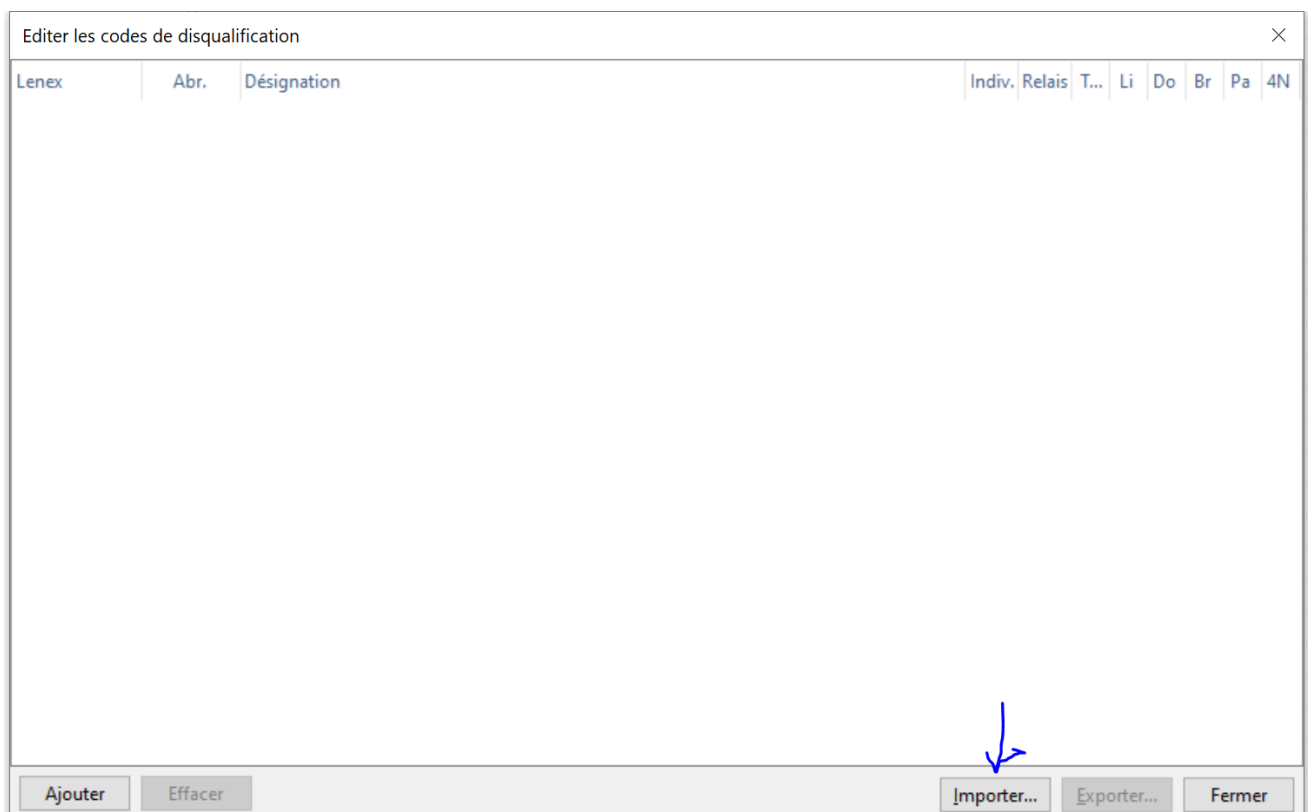 Editer les codes de disqualification
Lenex Abr. Désignation Indiv. Relais T... Li Do Br Pa 4N
Ajouter Effacer Importer... Exporter... Fermer